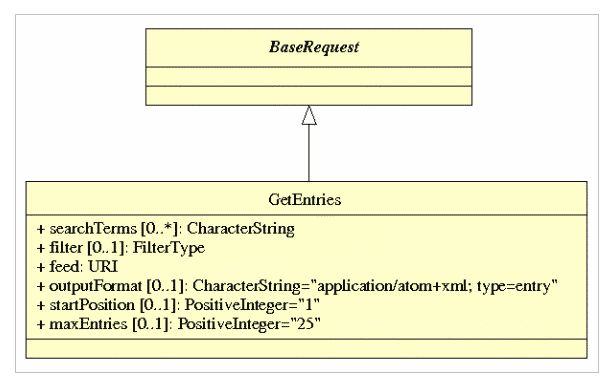 BaseRequest
GetEntries
+ searchTerms [0..*]: CharacterString
+ filter [0..1]: FilterType
+ feed: URI
+ outputFormat [0..1]: CharacterString="application/atom+xml; type=entry"
+ startPosition [0..1]: PositiveInteger="1"
+ maxEntries [0..1]: PositiveInteger="25"